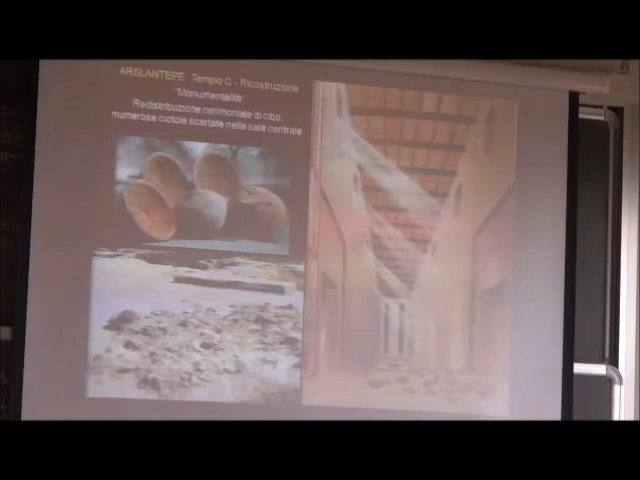 ARSLANTEPE Tempio C - Ricostruzione
"Monumentalità"
Redistribuzione cerimoniale di cibo:
numerose ciotole scartate nella sala centrale